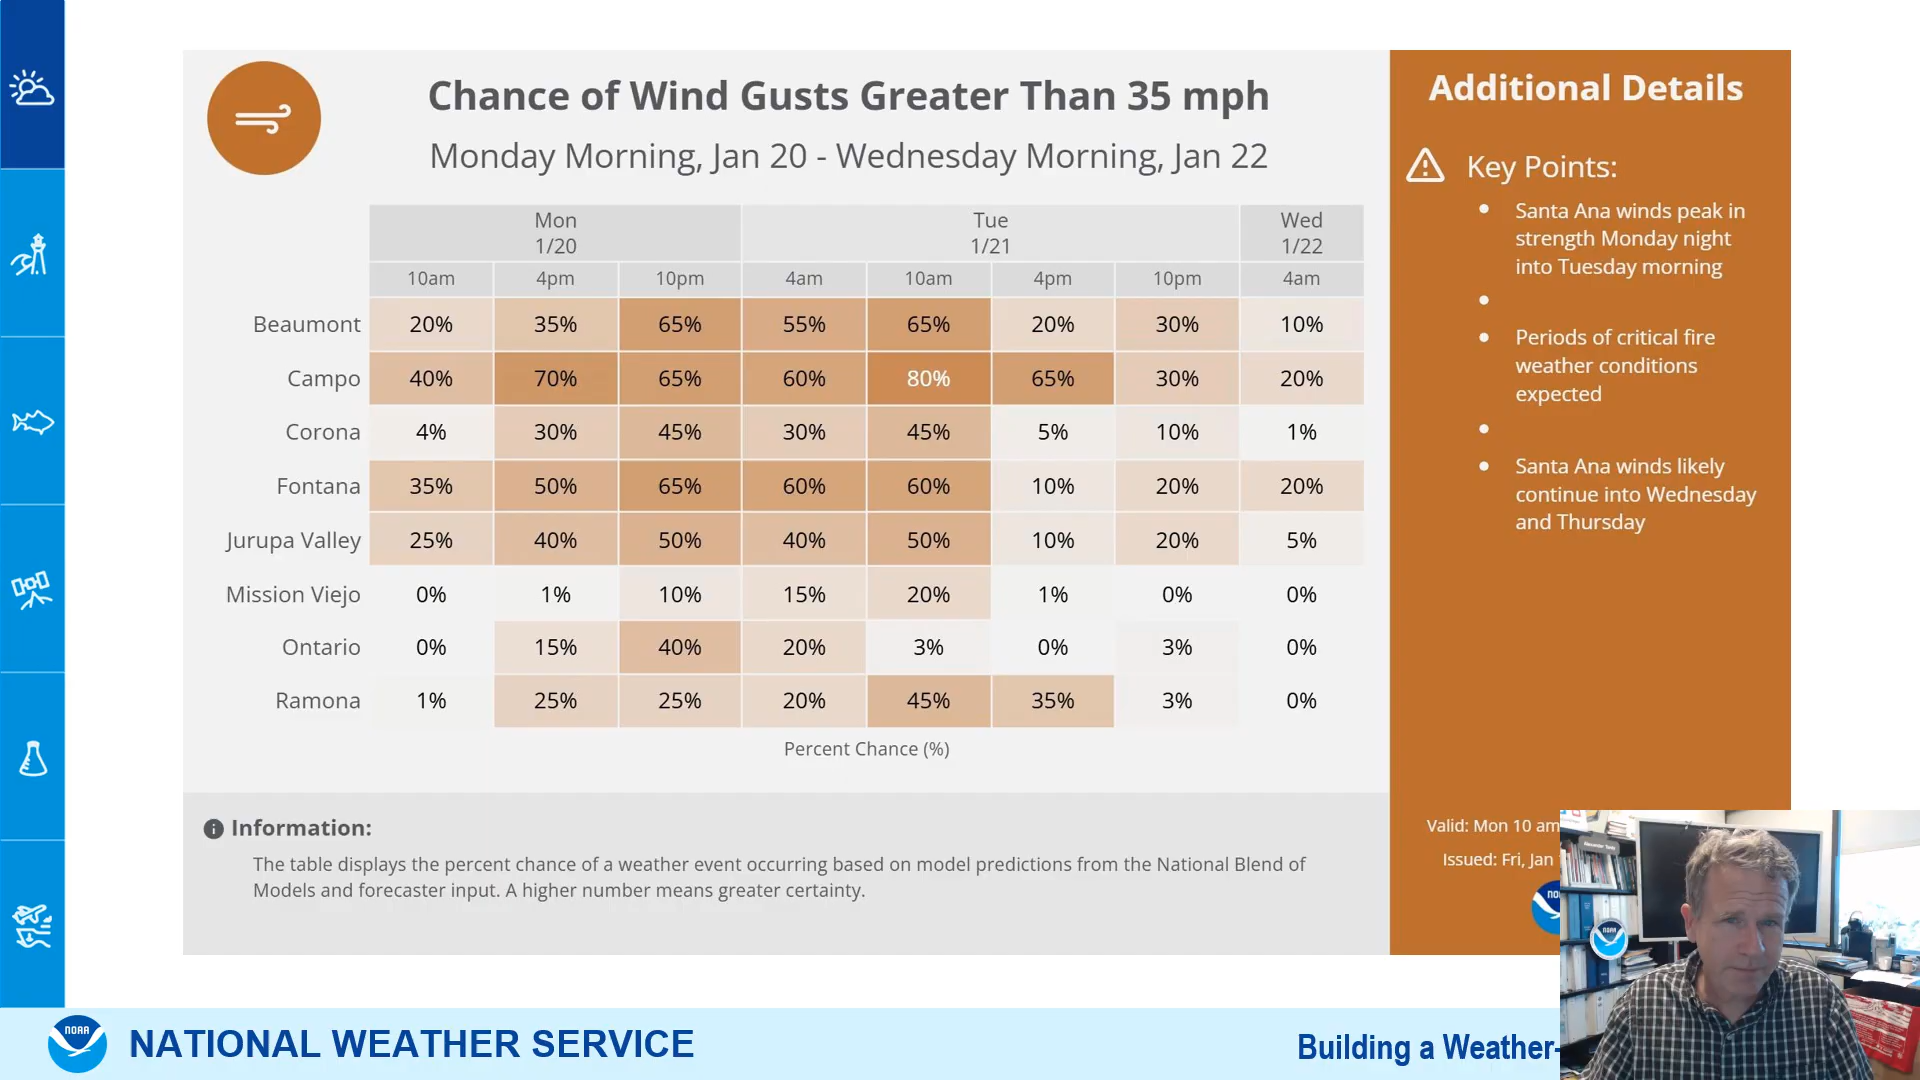 Chance of Wind Gusts Greater Than 35 mph
Monday Morning, Jan 20 - Wednesday Morning, Jan 22
Mon Tue Wed
1/20 1/21 1/22
10am 4pm 10pm 4am 10am 4pm 10pm 4am
Beaumont 20% 35% 65% 55% 65% 20% 30% 10%
Campo 40% 70% 65% 60% 80% 65% 30% 20%
Corona 4% 30% 45% 30% 45% 5% 10% 1%
Fontana 35% 50% 65% 60% 60% 10% 20% 20%
Jurupa Valley 25% 40% 50% 40% 50% 10% 20% 5%
Mission Viejo 0% 1% 10% 15% 20% 1% 0% 0%
Ontario 0% 15% 40% 20% 3% 0% 3% 0%
Ramona 1% 25% 25% 20% 45% 35% 3% 0%
Percent Chance (%)
Information:
The table displays the percent chance of a weather event occurring based on model predictions from the National Blend of
Models and forecaster input. A higher number means greater certainty.
Additional Details
Key Points:
Santa Ana winds peak in
strength Monday night
into Tuesday morning
Periods of critical fire
weather conditions
expected
Santa Ana winds likely
continue into Wednesday
and Thursday
Valid: Mon 10 am
Issued: Fri, Jan
NOAA
NOAA
NATIONAL WEATHER SERVICE
Building a Weather-